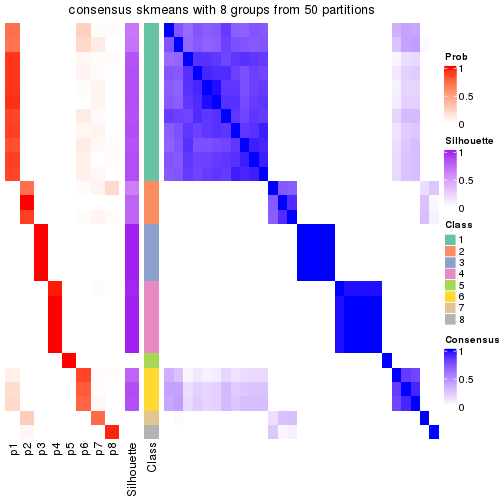 consensus skmeans with 8 groups from 50 partitions
Prob
1
0.5
0
Silhouette
1
0.5
0
Class
1
2
3
4
5
6
7
8
Consensus
1
0.5
0
p1
p2
p3
p4
p5
p6
p7
p8
Silhouette
Class